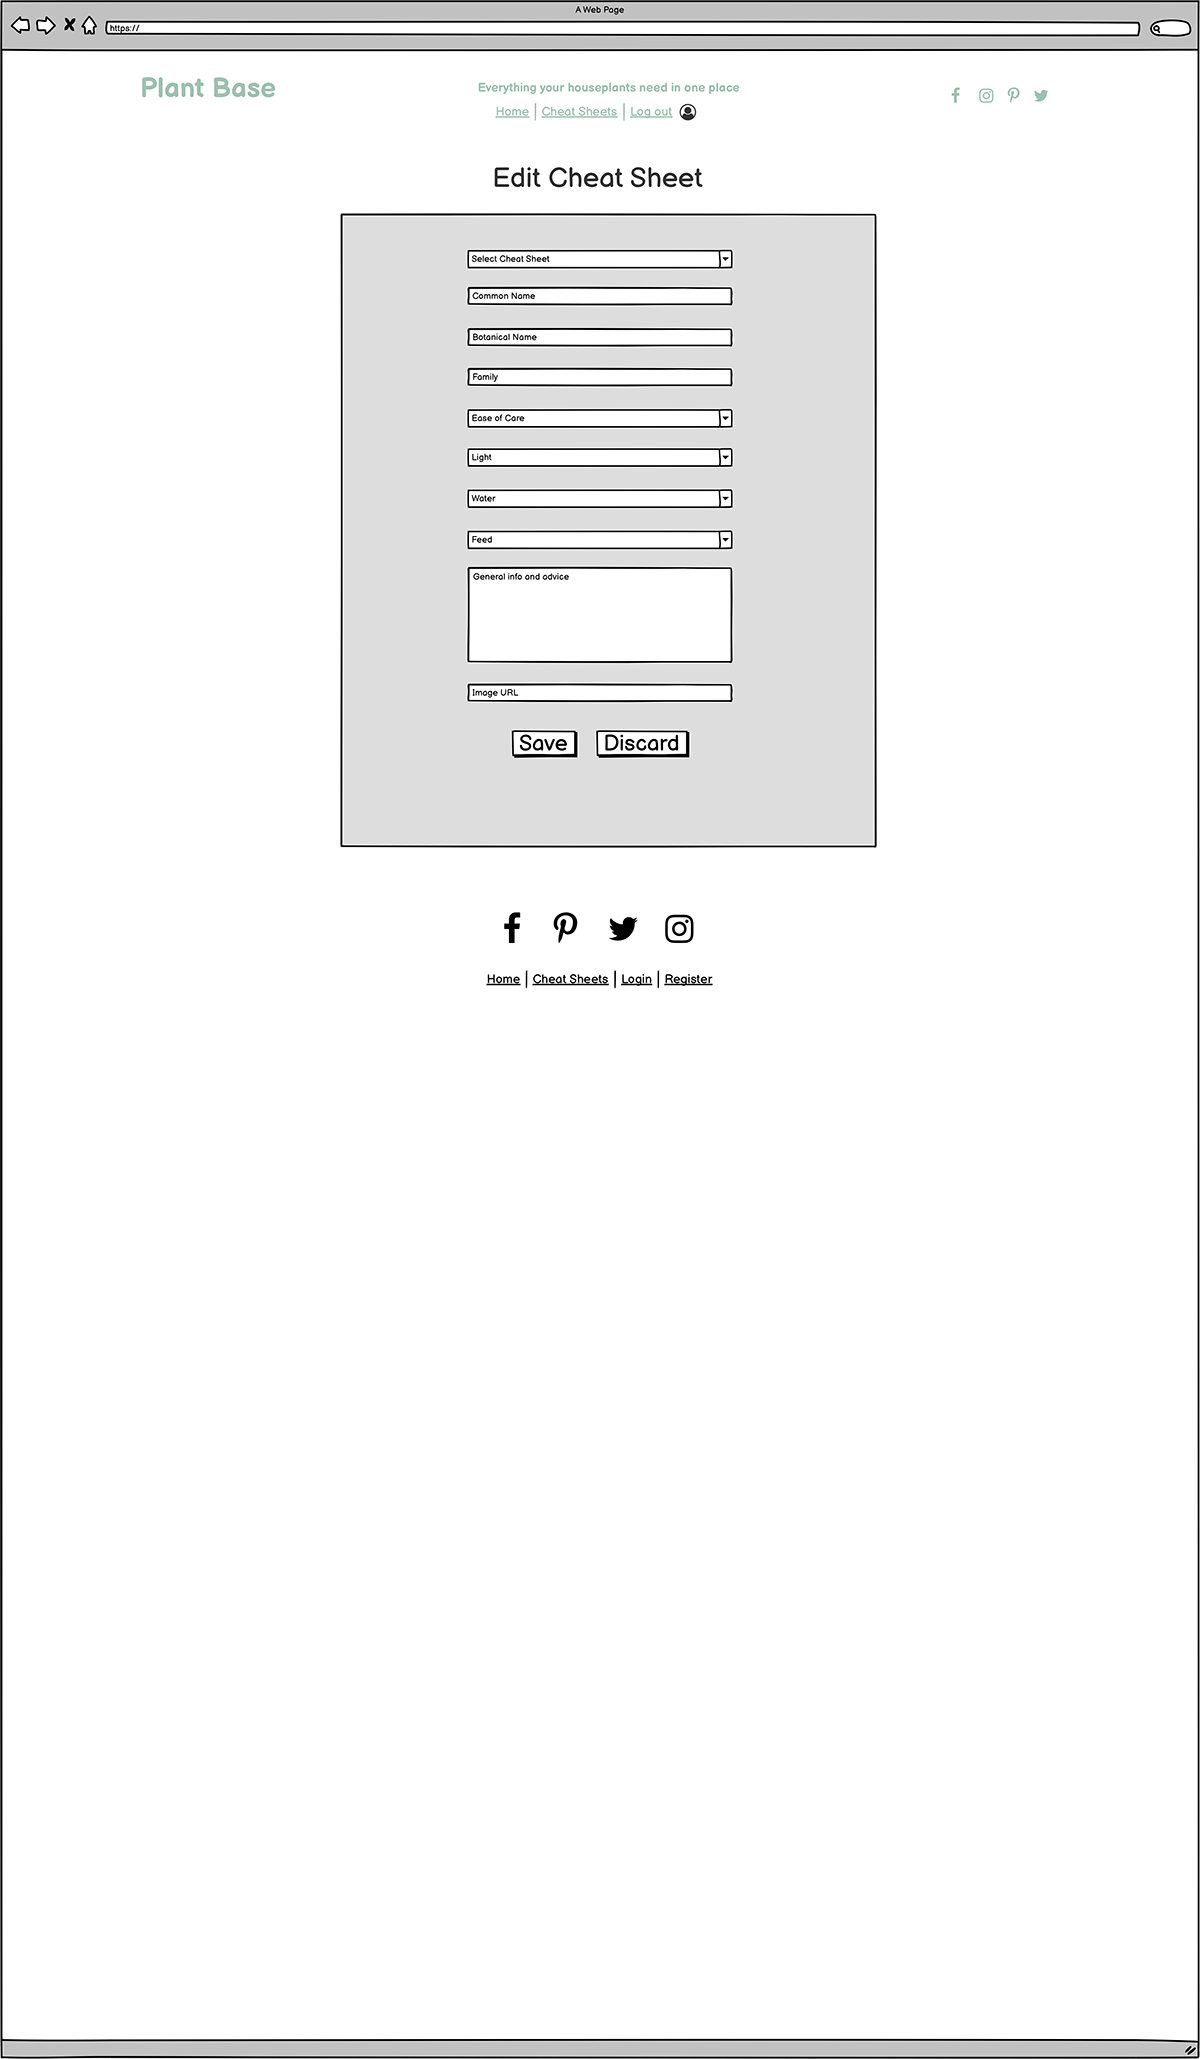 A Web Page
https://
Plant Base
Everything your houseplants need in one place
Home | Cheat Sheets | Log out
Edit Cheat Sheet
Select Cheat Sheet
Common Name
Botanical Name
Family
Ease of Care
Light
Water
Feed
General info and advice
Image URL
Save Discard
Home | Cheat Sheets | Login | Register